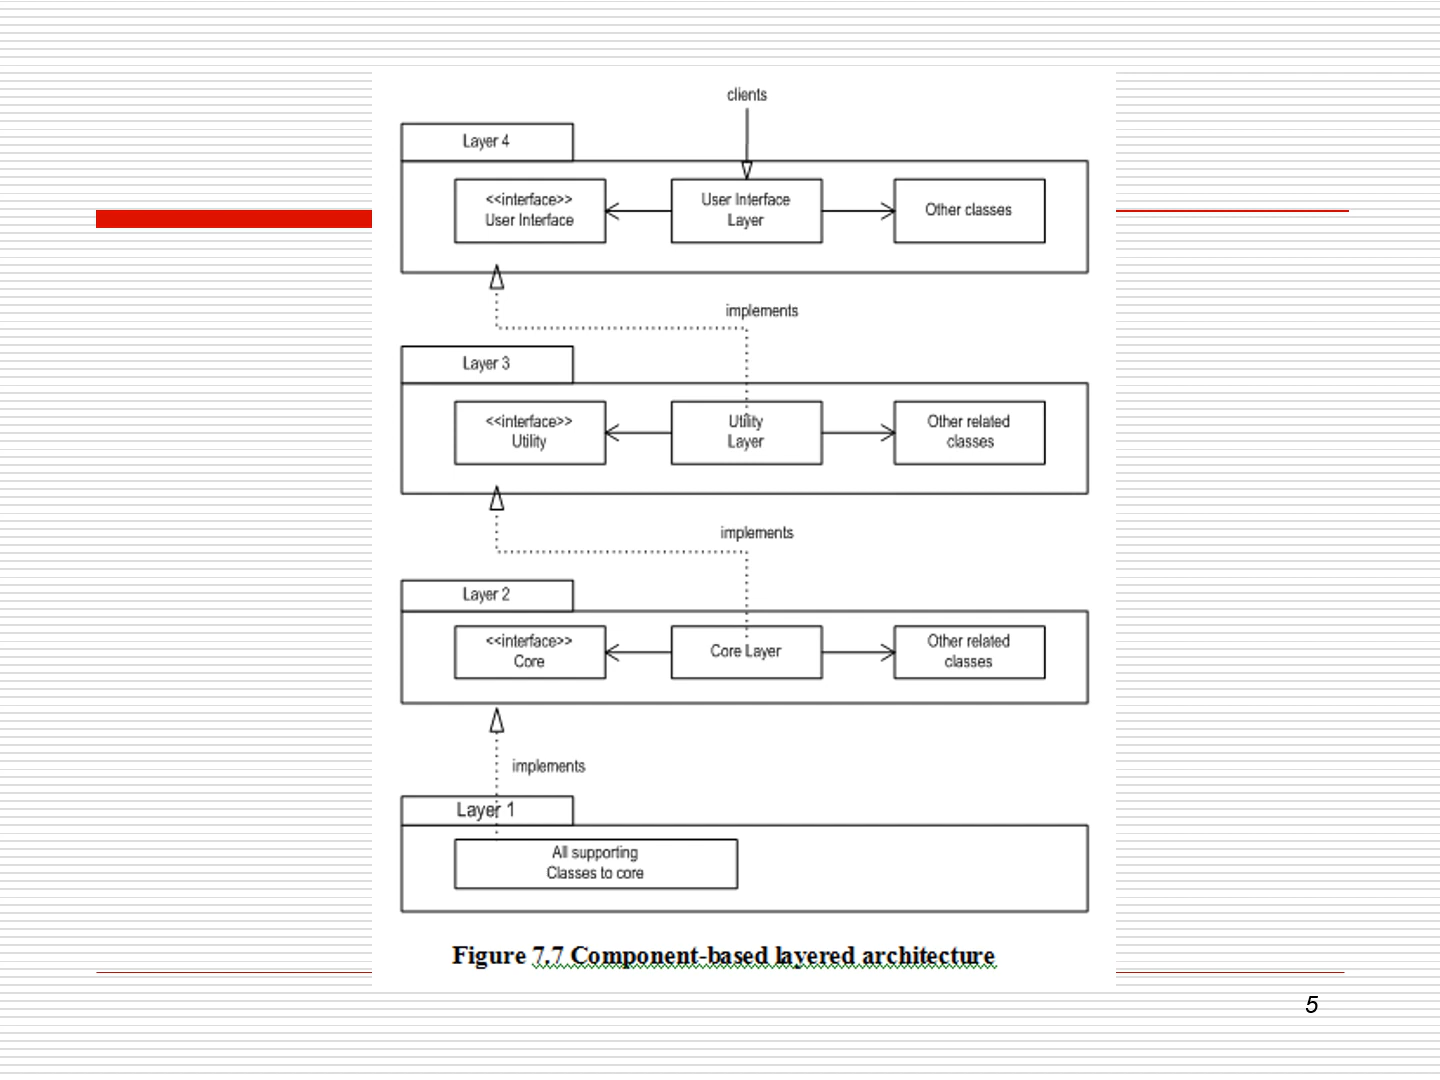 clients
Layer 4
<<interface>>
User Interface
User Interface
Layer
Other classes
implements
Layer 3
<<interface>>
Utility
Utility
Layer
Other related
classes
implements
Layer 2
<<interface>>
Core
Core Layer
Other related
classes
implements
Layer 1
All supporting
Classes to core
Figure 7.7 Component-based layered architecture
5